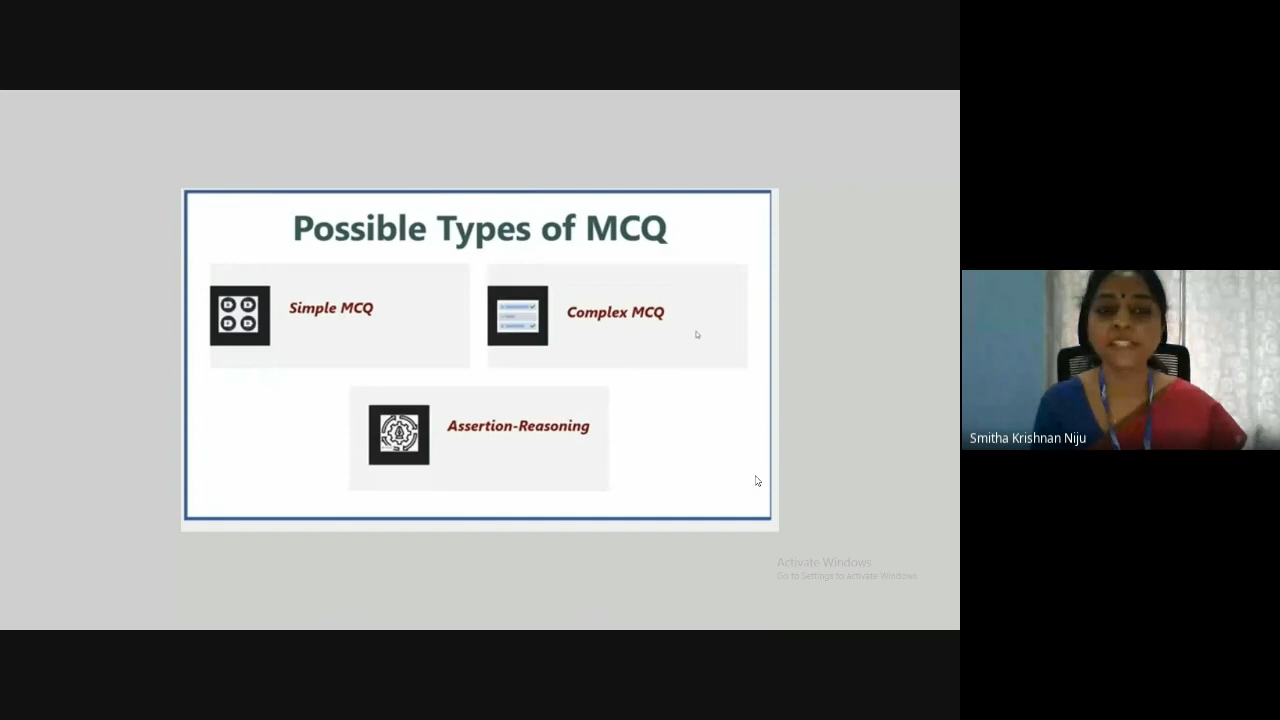 Possible Types of MCQ
Simple MCQ
Complex MCQ
Assertion-Reasoning
Smitha Krishnan Niju
Activate Windows
Go to Settings to activate Windows.